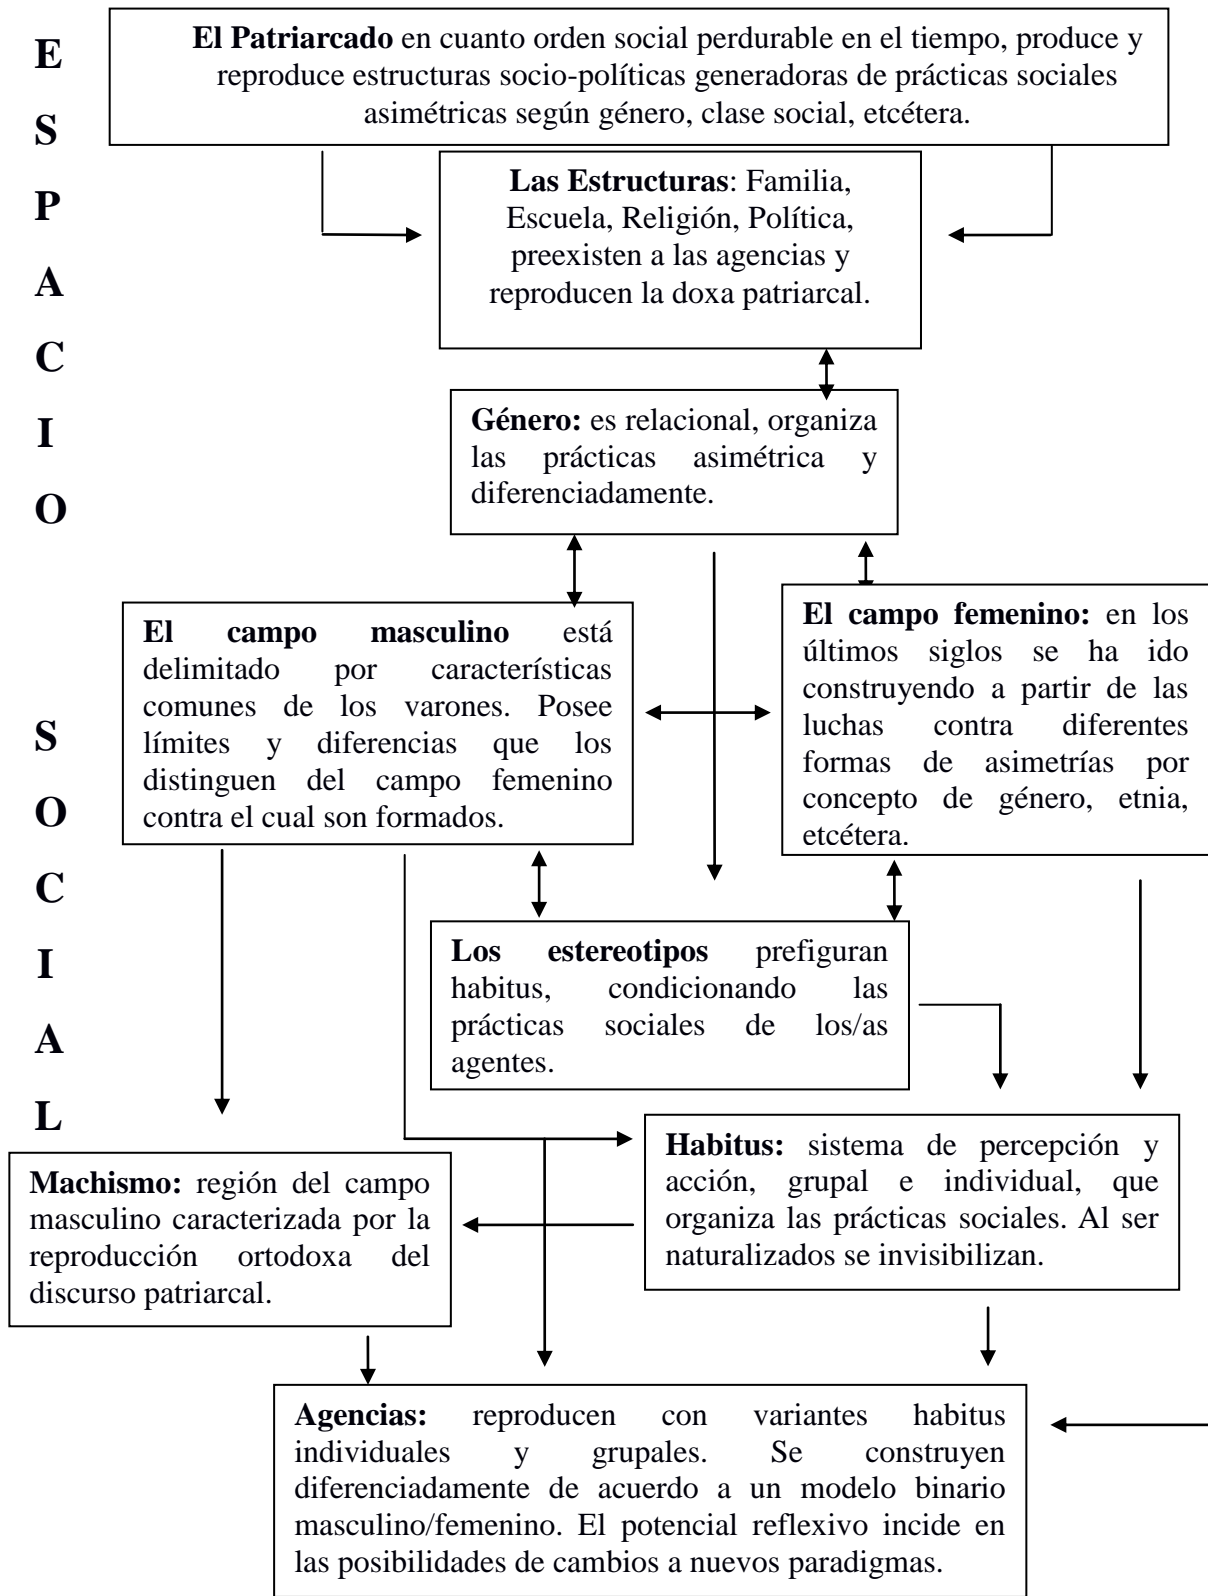 ESPACIO SOCIAL
El Patriarcado en cuanto orden social perdurable en el tiempo, produce y
reproduce estructuras socio-políticas generadoras de prácticas sociales
asimétricas según género, clase social, etcétera.
Las Estructuras: Familia,
Escuela, Religión, Política,
preexisten a las agencias y
reproducen la doxa patriarcal.
Género: es relacional, organiza
las prácticas asimétrica y
diferenciadamente.
El campo masculino está
delimitado por características
comunes de los varones. Posee
límites y diferencias que los
distinguen del campo femenino
contra el cual son formados.
El campo femenino: en los
últimos siglos se ha ido
construyendo a partir de las
luchas contra diferentes
formas de asimetrías por
concepto de género, etnia,
etcétera.
Los estereotipos prefiguran
habitus, condicionando las
prácticas sociales de los/as
agentes.
Habitus: sistema de percepción y
acción, grupal e individual, que
organiza las prácticas sociales. Al ser
naturalizados se invisibilizan.
Machismo: región del campo
masculino caracterizada por la
reproducción ortodoxa del
discurso patriarcal.
Agencias: reproducen con variantes habitus
individuales y grupales. Se construyen
diferenciadamente de acuerdo a un modelo binario
masculino/femenino. El potencial reflexivo incide en
las posibilidades de cambios a nuevos paradigmas.